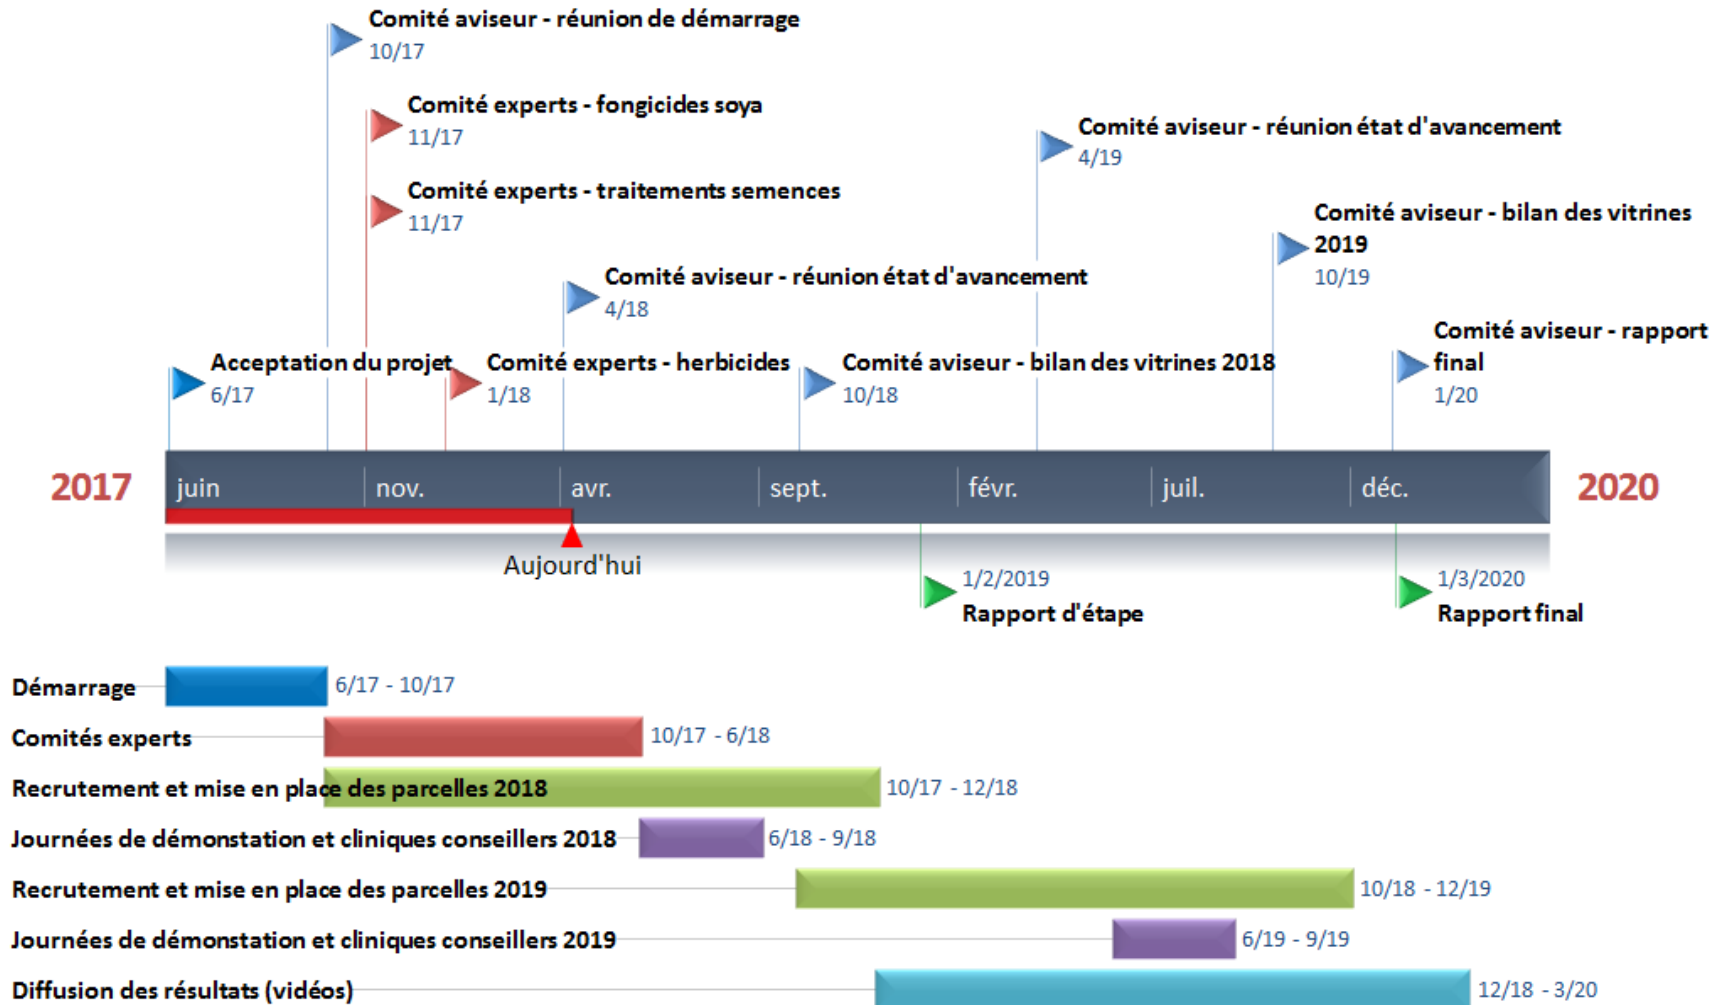 Comité aviseur - réunion de démarrage
10/17
Comité experts - fongicides soya
11/17
Comité aviseur - réunion état d'avancement
4/19
Comité experts - traitements semences
11/17
Comité aviseur - bilan des vitrines
2019
10/19
Comité aviseur - réunion état d'avancement
4/18
Comité aviseur - rapport
final
1/20
Acceptation du projet
6/17
Comité experts - herbicides
1/18
Comité aviseur - bilan des vitrines 2018
10/18
2017
juin
nov.
avr.
sept.
févr.
juil.
déc.
2020
Aujourd'hui
1/2/2019
Rapport d'étape
1/3/2020
Rapport final
Démarrage
6/17 - 10/17
Comités experts
10/17 - 6/18
Recrutement et mise en place des parcelles 2018
10/17 - 12/18
Journées de démonstation et cliniques conseillers 2018
6/18 - 9/18
Recrutement et mise en place des parcelles 2019
10/18 - 12/19
Journées de démonstation et cliniques conseillers 2019
6/19 - 9/19
Diffusion des résultats (vidéos)
12/18 - 3/20